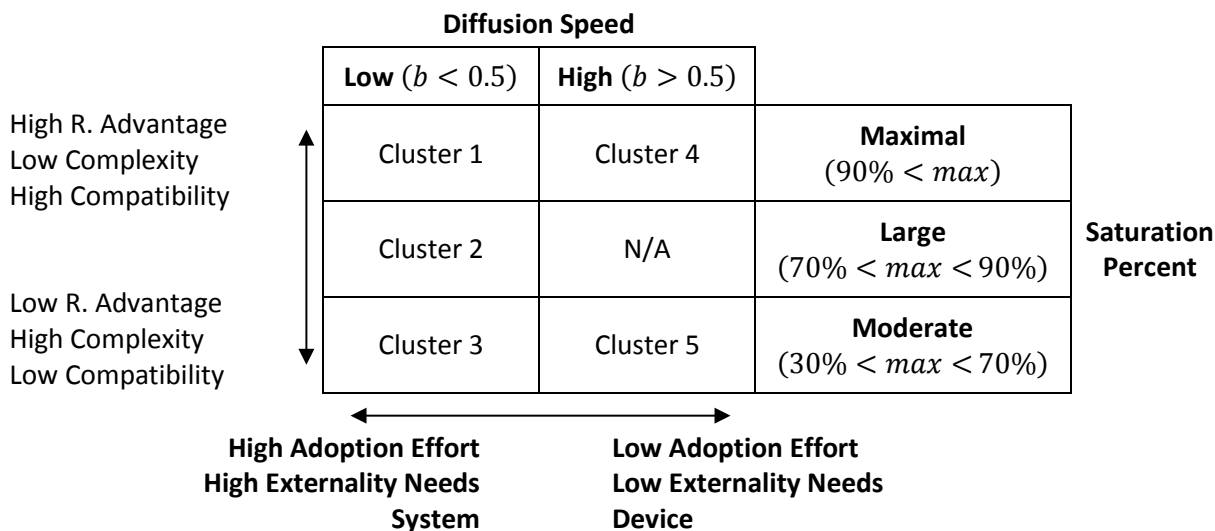 Diffusion Speed
Low (b < 0.5) High (b > 0.5)
High R. Advantage
Low Complexity
High Compatibility
Cluster 1 Cluster 4 Maximal
(90% < max)
Cluster 2 N/A Large
(70% < max < 90%)
Saturation
Percent
Low R. Advantage
High Complexity
Low Compatibility
Cluster 3 Cluster 5 Moderate
(30% < max < 70%)
High Adoption Effort Low Adoption Effort
High Externality Needs Low Externality Needs
System Device